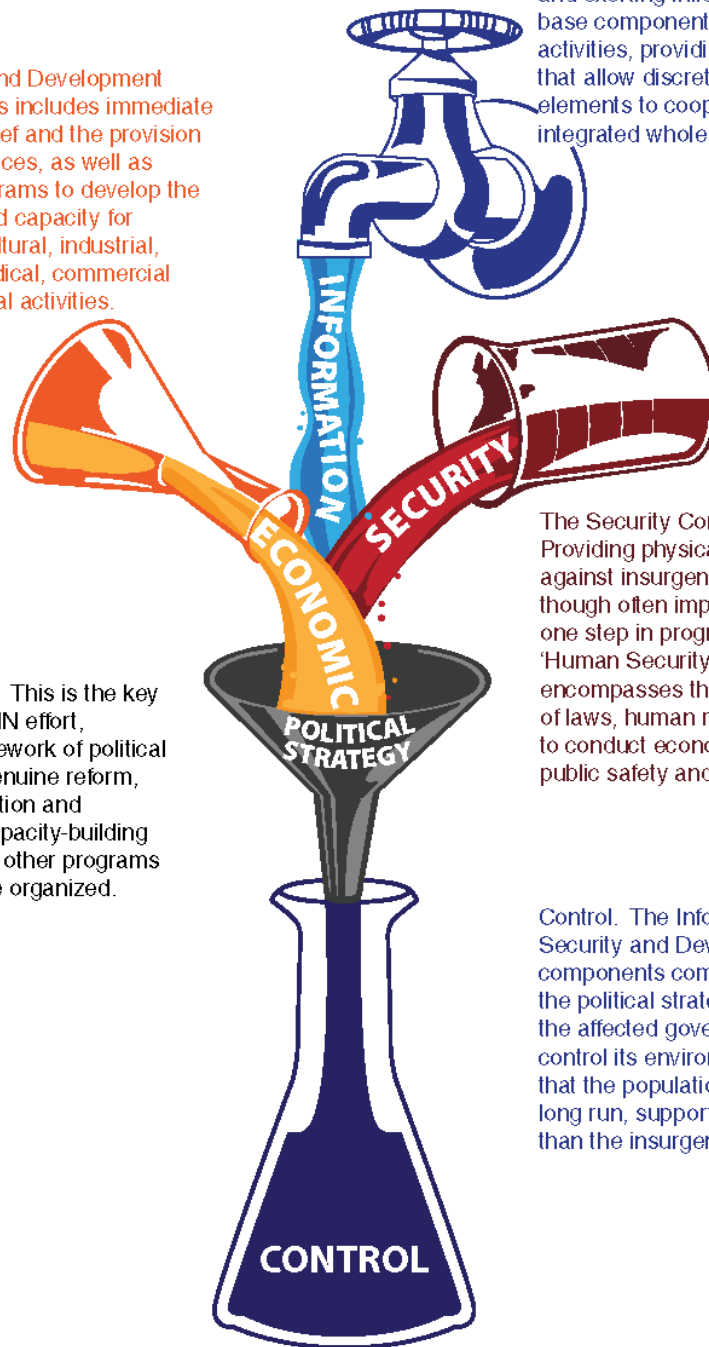 and exerting
base component
activities, providi
that allow discret
elements to coop
integrated whole
nd Development
s includes immediate
ef and the provision
ces, as well as
rams to develop the
d capacity for
ltural, industrial,
dical, commercial
al activities.
INFORMATION
SECURITY
ECONOMIC
The Security Cor
Providing physica
against insurgen
though often imp
one step in progr
‘Human Security
encompasses th
of laws, human r
to conduct econo
public safety and
This is the key
IN effort,
ework of political
enuine reform,
tion and
pacity-building
other programs
e organized.
POLITICAL
STRATEGY
Control. The Info
Security and Dev
components com
the political strate
the affected gove
control its enviro
that the populatio
long run, support
than the insurge
CONTROL